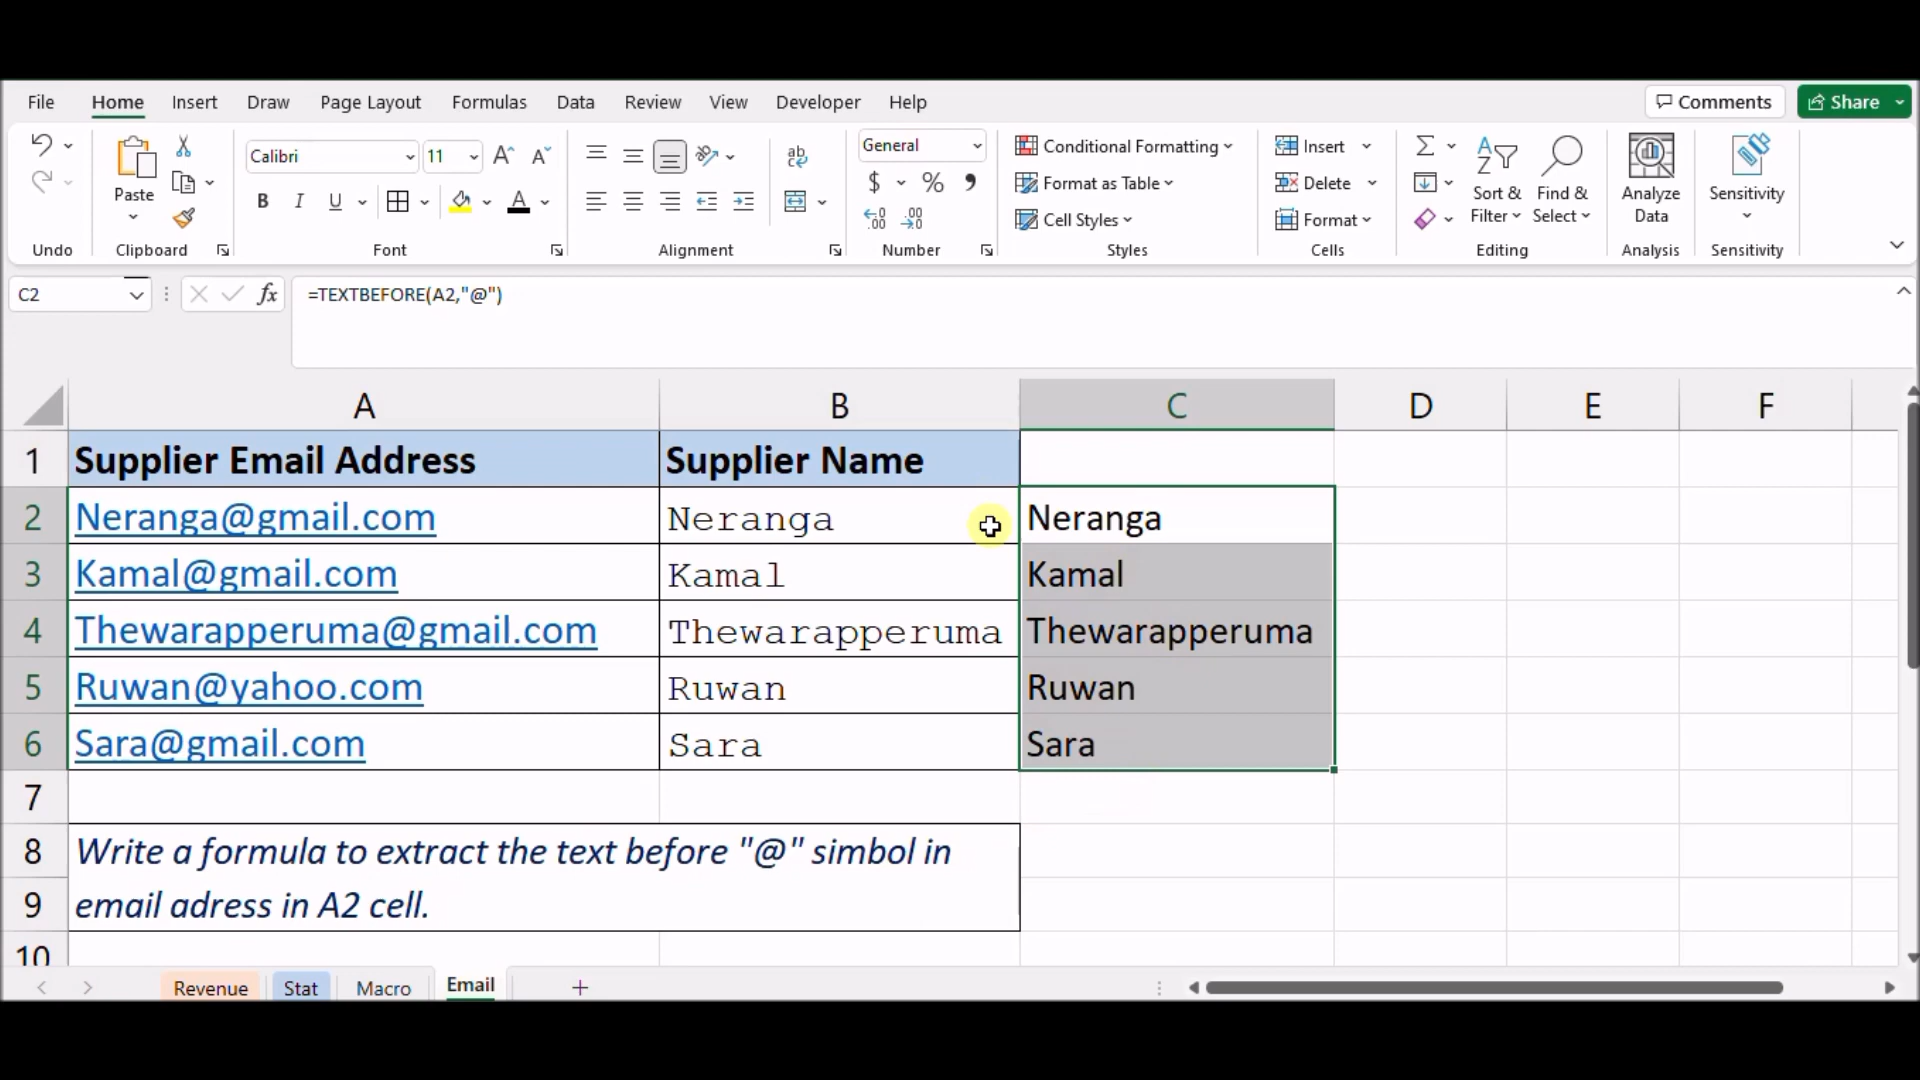 File Home Insert Draw Page Layout Formulas Data Review View Developer Help Comments Share
Calibri 11 General Conditional Formatting Insert
Paste Format as Table Delete Sort & Find & Analyze Sensitivity
B I U $ % Cell Styles Format Filter Select Data
Undo Clipboard Font Alignment Number Styles Cells Editing Analysis Sensitivity
C2 fx =TEXTBEFORE(A2,"@")
A B C D E F
1 Supplier Email Address Supplier Name
2 Neranga@gmail.com Neranga Neranga
3 Kamal@gmail.com Kamal Kamal
4 Thewarapperuma@gmail.com Thewarapperuma Thewarapperuma
5 Ruwan@yahoo.com Ruwan Ruwan
6 Sara@gmail.com Sara Sara
7
8 Write a formula to extract the text before "@" simbol in
9 email adress in A2 cell.
10
Revenue Stat Macro Email